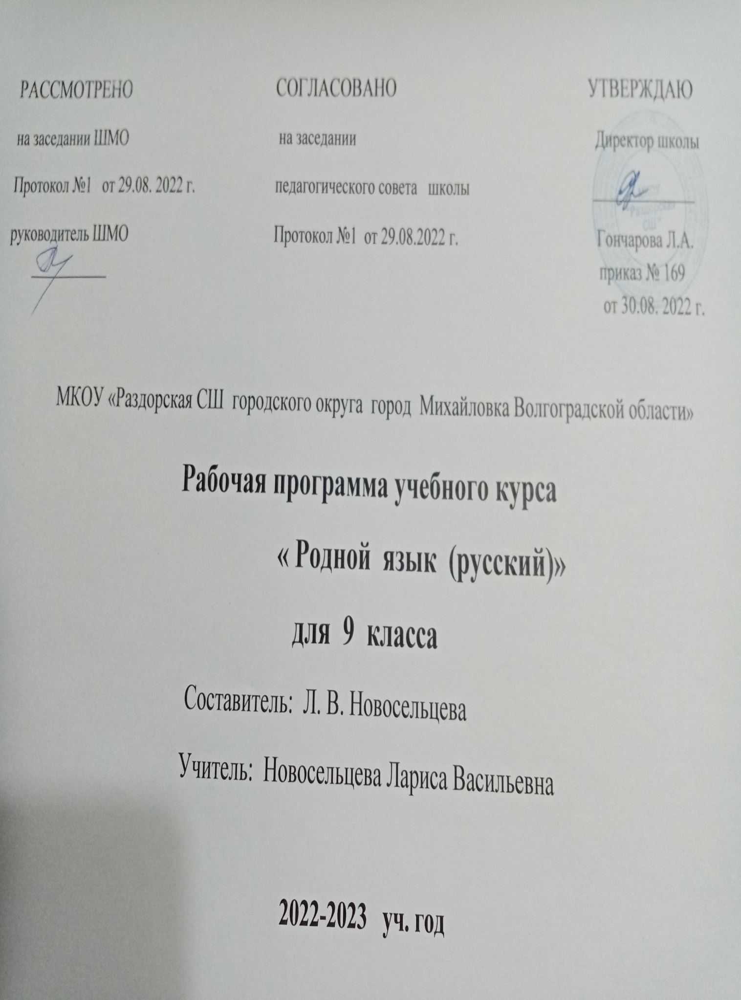 РАССМОТРЕНО
на заседании ШМО
Протокол №1 от 29.08. 2022 г.
руководитель ШМО
СОГЛАСОВАНО
на заседании
педагогического совета школы
Протокол №1 от 29.08.2022 г.
УТВЕРЖДАЮ
Директор школы
"Раздорская
СШ"
Гончарова Л.А.
приказ № 169
от 30.08. 2022 г.
МКОУ «Раздорская СШ городского округа город Михайловка Волгоградской области»
Рабочая программа учебного курса
« Родной язык (русский)»
для 9 класса
Составитель: Л. В. Новосельцева
Учитель: Новосельцева Лариса Васильевна
2022-2023 уч. год